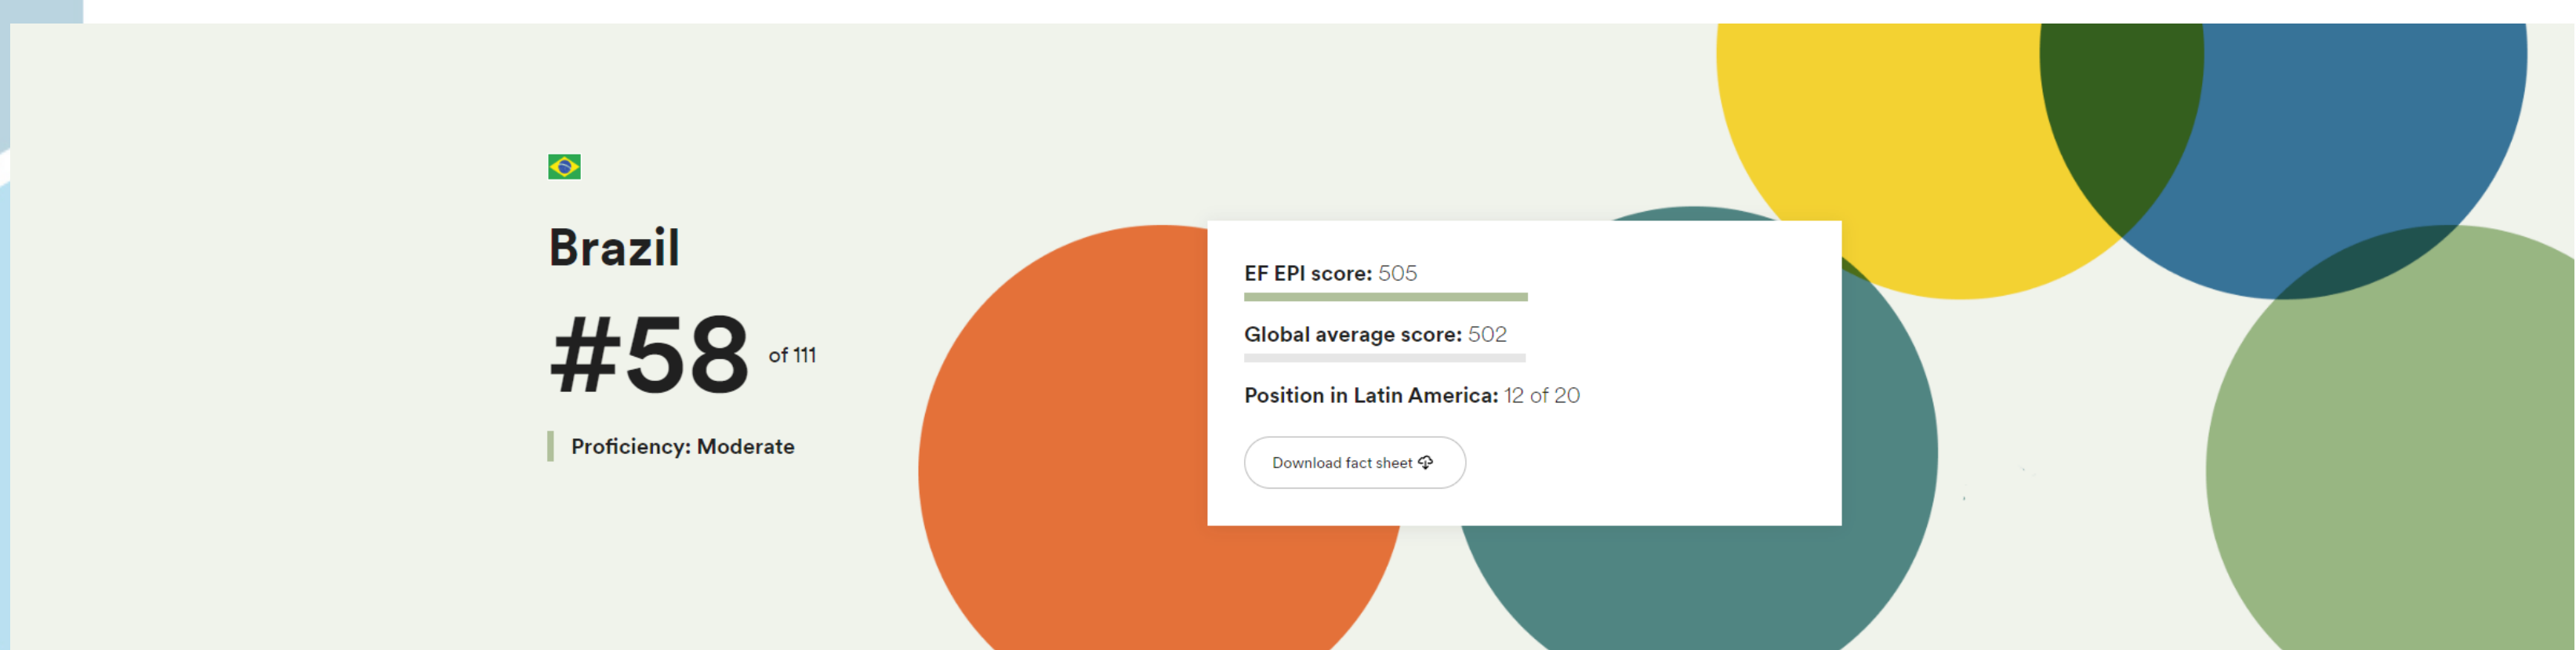 Brazil
#58 of 111
Proficiency: Moderate
EF EPI score: 505
Global average score: 502
Position in Latin America: 12 of 20
Download fact sheet